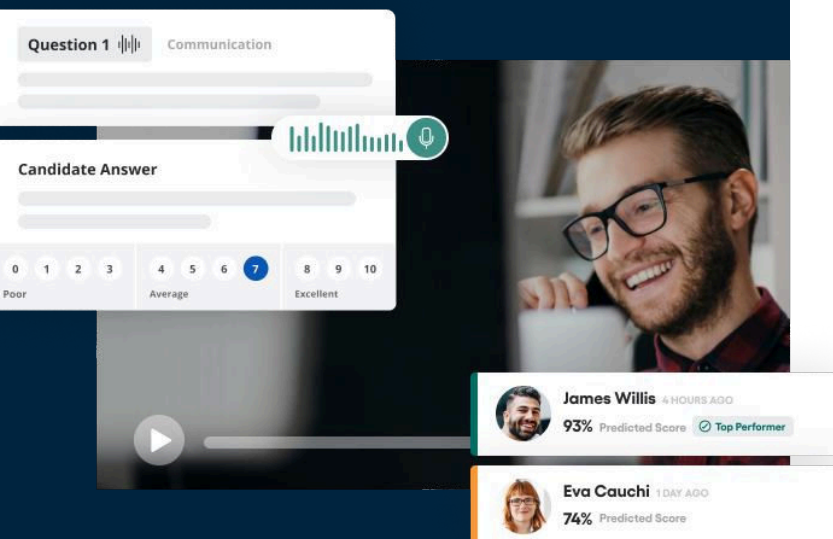 Question 1 Communication
Candidate Answer
0 1 2 3 4 5 6 7 8 9 10
Poor Average Excellent
James Willis 4 HOURS AGO
93% Predicted Score Top Performer
Eva Cauchi 1 DAY AGO
74% Predicted Score